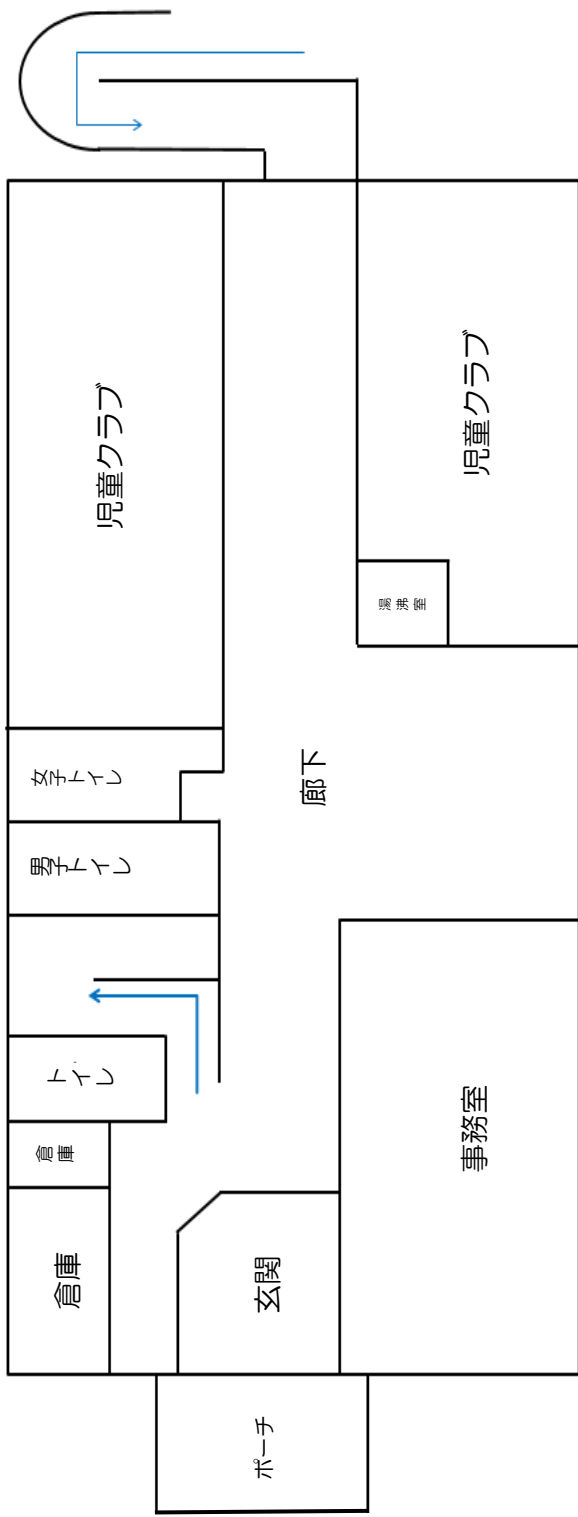 児童クラブ
児童クラブ
湯沸室
女子トイレ
廊下
男子トイレ
トイレ
事務室
倉庫
倉庫
玄関
ポーチ